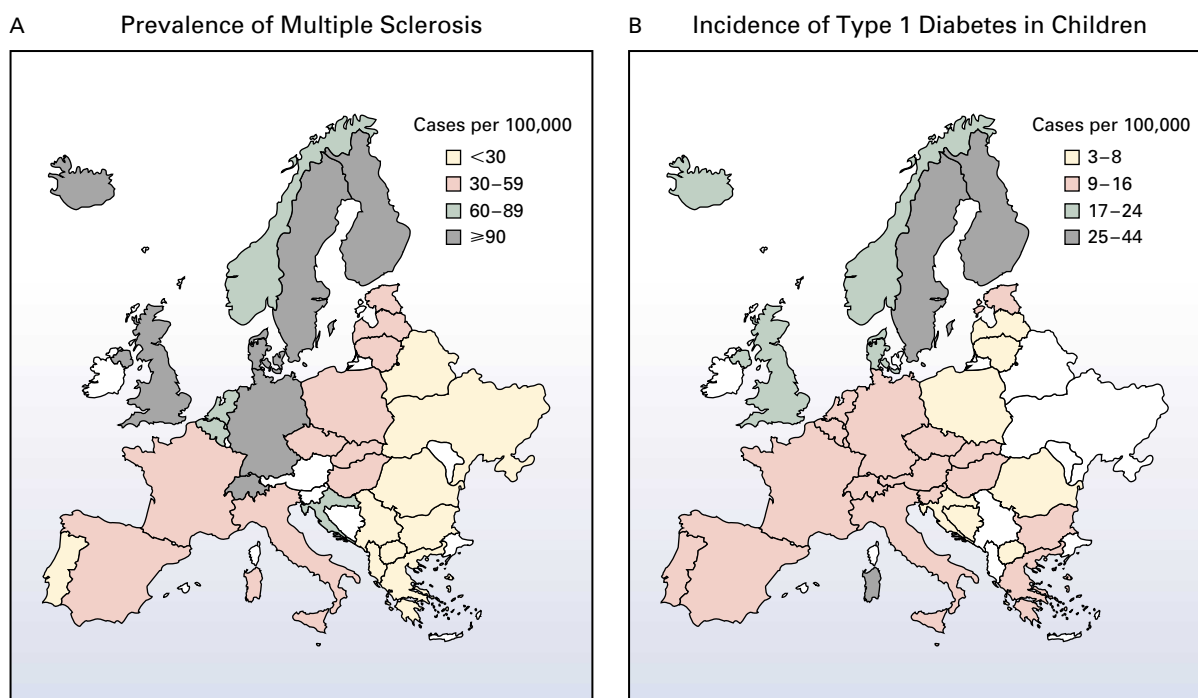 A
Prevalence of Multiple Sclerosis
Cases per 100,000
<30
30–59
60–89
⩾90
B
Incidence of Type 1 Diabetes in Children
Cases per 100,000
3–8
9–16
17–24
25–44